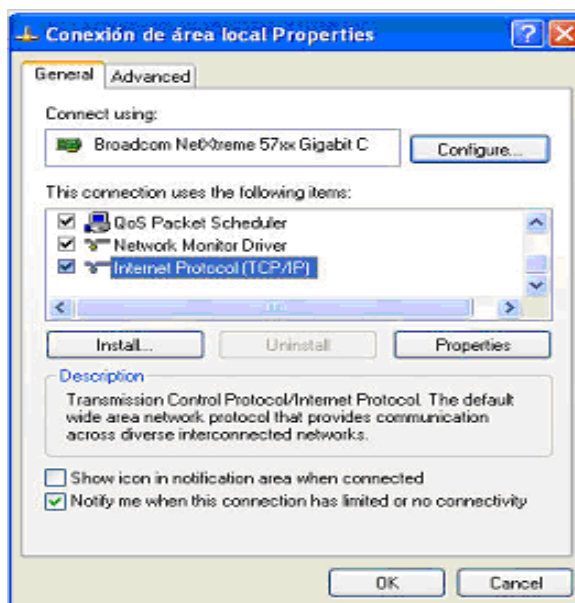 Conexión de área local Properties
General Advanced
Connect using:
Broadcom NetXtreme 57xx Gigabit C
Configure...
This connection uses the following items:
QoS Packet Scheduler
Network Monitor Driver
Internet Protocol (TCP/IP)
Install... Uninstall Properties
Description
Transmission Control Protocol/Internet Protocol. The default
wide area network protocol that provides communication
across diverse interconnected networks.
Show icon in notification area when connected
Notify me when this connection has limited or no connectivity
OK Cancel